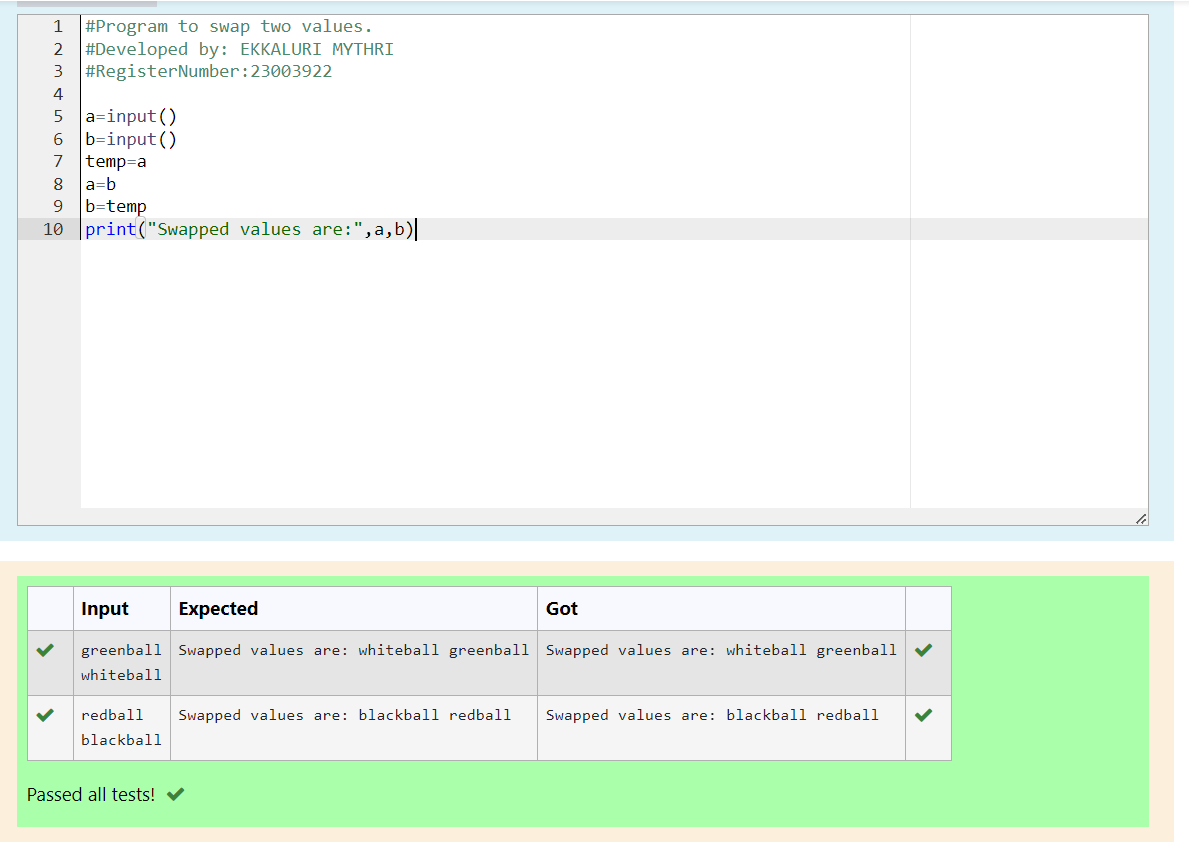 1 #Program to swap two values.
2 #Developed by: EKKALURI MYTHRI
3 #RegisterNumber:23003922
4
5 a=input()
6 b=input()
7 temp=a
8 a=b
9 b=temp
10 print("Swapped values are:",a,b)
Input Expected Got
greenball Swapped values are: whiteball greenball Swapped values are: whiteball greenball
whiteball
redball Swapped values are: blackball redball Swapped values are: blackball redball
blackball
Passed all tests!